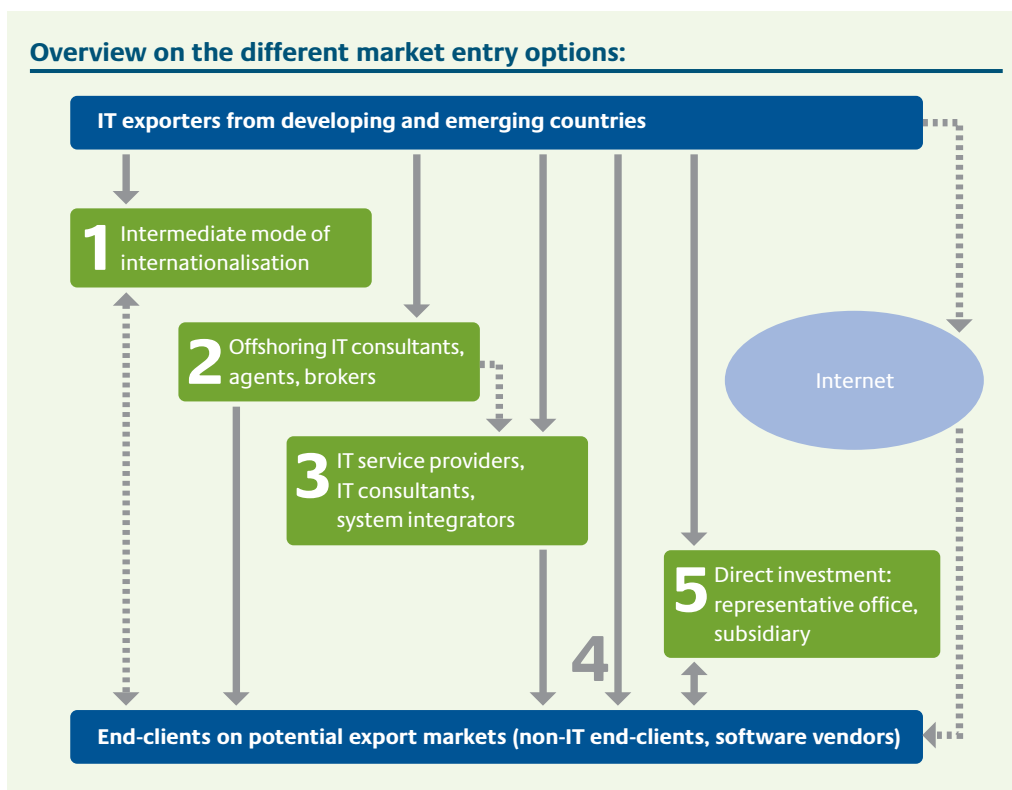 Overview on the different market entry options:
IT exporters from developing and emerging countries
1 Intermediate mode of
internationalisation
2 Offshoring IT consultants,
agents, brokers
Internet
3 IT service providers,
IT consultants,
system integrators
5 Direct investment:
representative office,
subsidiary
4
End-clients on potential export markets (non-IT end-clients, software vendors)